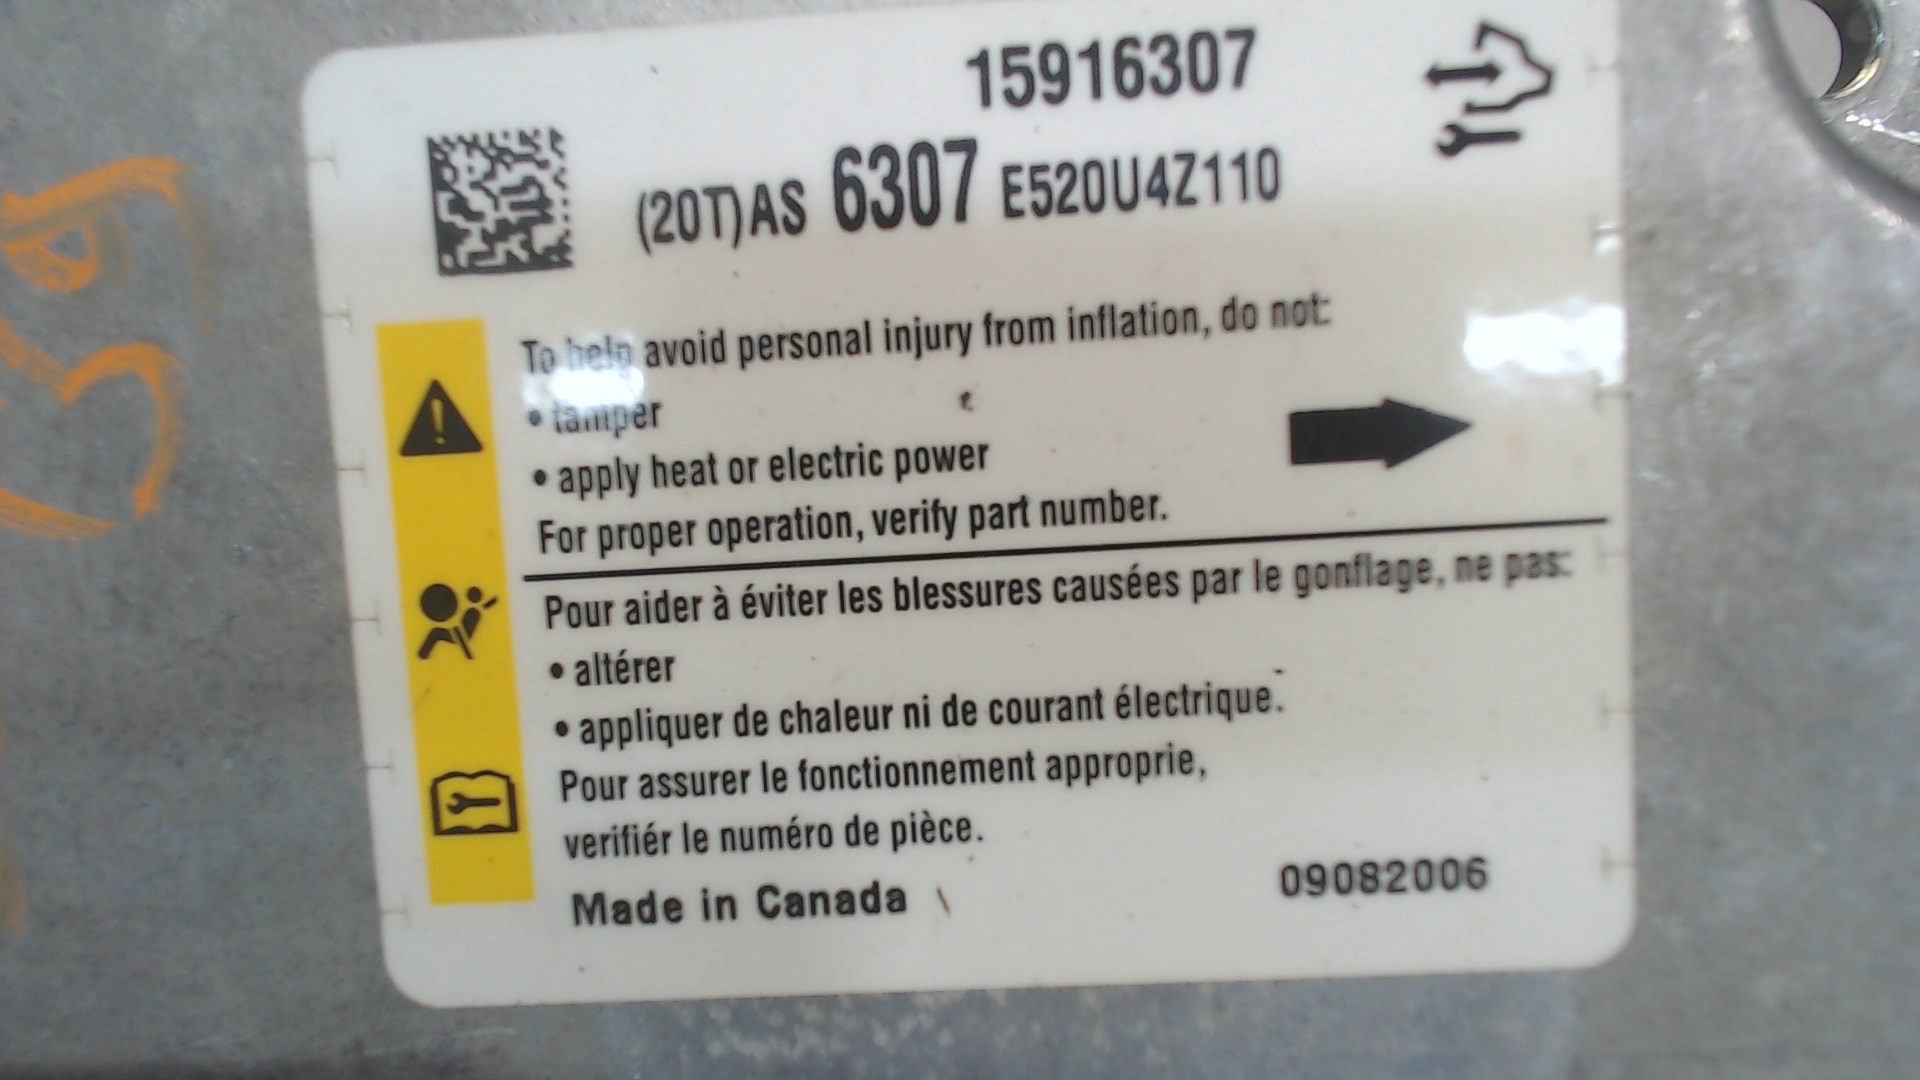 15916307
(20T)AS 6307 E520U4Z110
To help avoid personal injury from inflation, do not:
• tamper
• apply heat or electric power
For proper operation, verify part number.
Pour aider à éviter les blessures causées par le gonflage, ne pas:
• altérer
• appliquer de chaleur ni de courant électrique.
Pour assurer le fonctionnement approprie,
verifiér le numéro de pièce.
Made in Canada
09082006